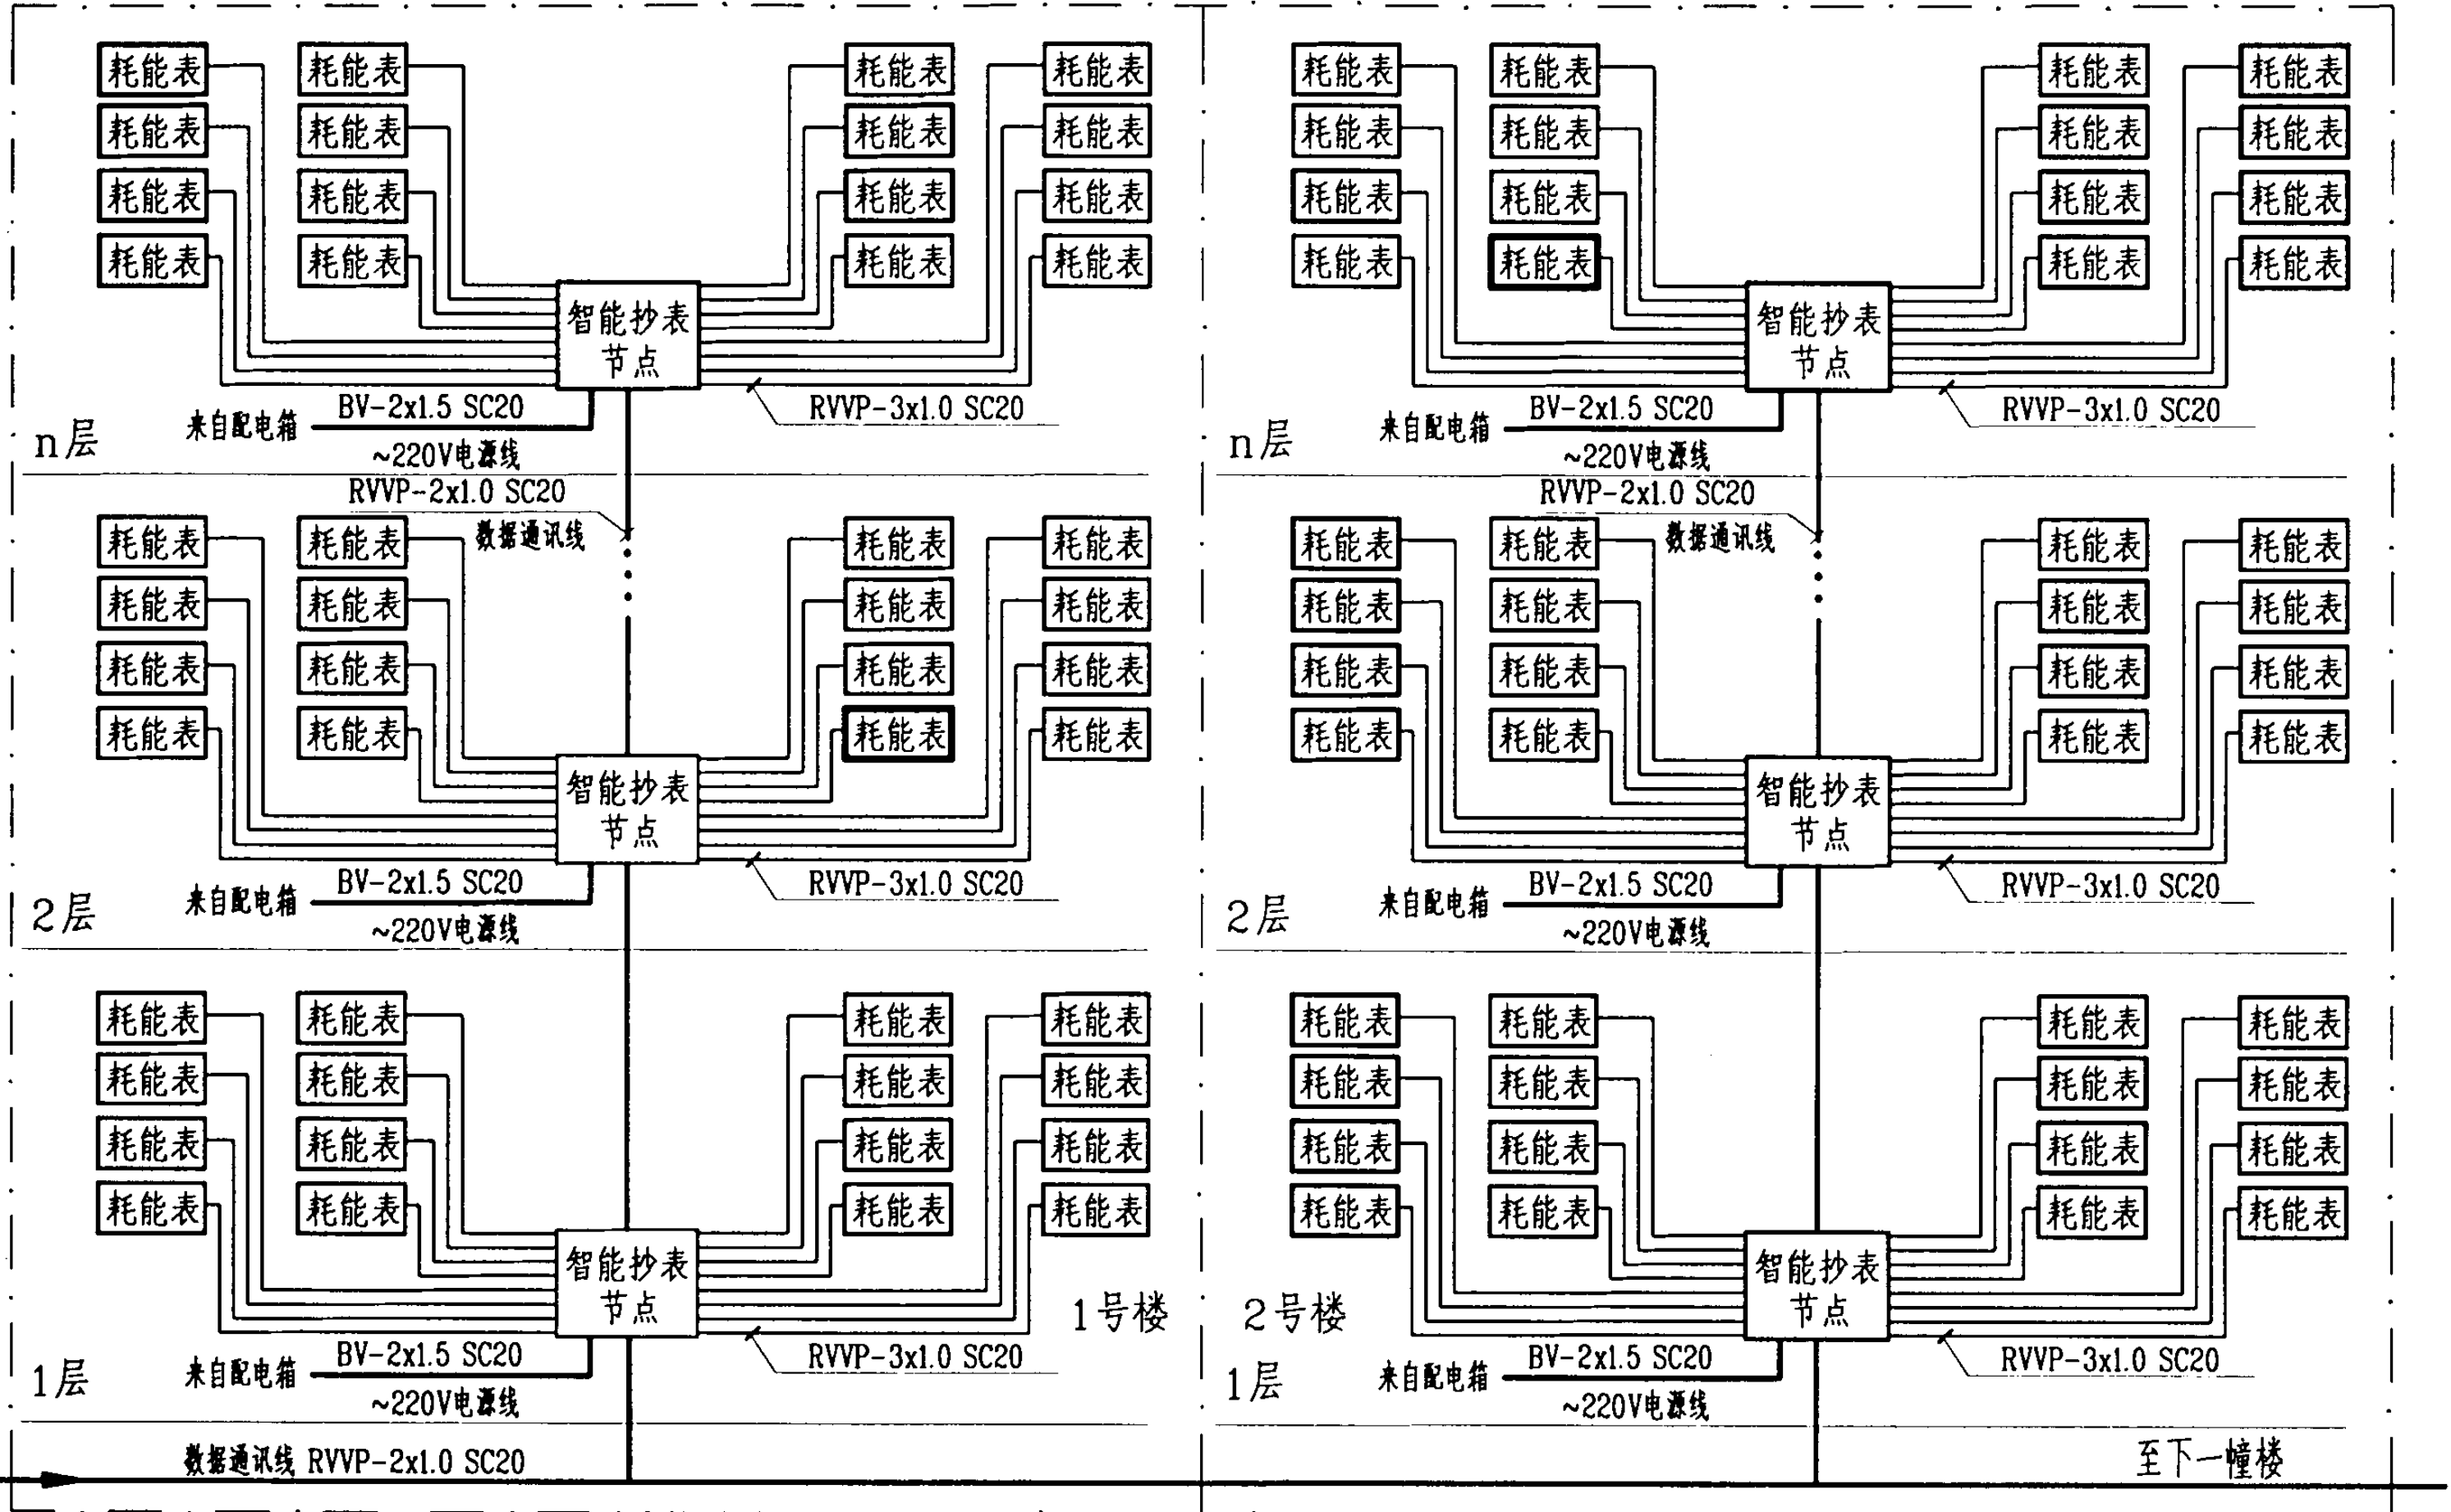 耗能表 耗能表 耗能表 耗能表 耗能表 耗能表 耗能表 耗能表
耗能表 耗能表 耗能表 耗能表 耗能表 耗能表 耗能表 耗能表
耗能表 耗能表 耗能表 耗能表 耗能表 耗能表 耗能表 耗能表
耗能表 耗能表 耗能表 耗能表 耗能表 耗能表 耗能表 耗能表
智能抄表 智能抄表
节点 节点
BV-2x1.5 SC20 RVVP-3x1.0 SC20 BV-2x1.5 SC20 RVVP-3x1.0 SC20
n层 来自配电箱 n层 来自配电箱
~220V电源线 ~220V电源线
RVVP-2x1.0 SC20 RVVP-2x1.0 SC20
数据通讯线 数据通讯线
耗能表 耗能表 耗能表 耗能表 耗能表 耗能表 耗能表 耗能表
耗能表 耗能表 耗能表 耗能表 耗能表 耗能表 耗能表 耗能表
耗能表 耗能表 耗能表 耗能表 耗能表 耗能表 耗能表 耗能表
耗能表 耗能表 耗能表 耗能表 耗能表 耗能表 耗能表 耗能表
智能抄表 智能抄表
节点 节点
BV-2x1.5 SC20 RVVP-3x1.0 SC20 BV-2x1.5 SC20 RVVP-3x1.0 SC20
2层 来自配电箱 2层 来自配电箱
~220V电源线 ~220V电源线
耗能表 耗能表 耗能表 耗能表 耗能表 耗能表 耗能表 耗能表
耗能表 耗能表 耗能表 耗能表 耗能表 耗能表 耗能表 耗能表
耗能表 耗能表 耗能表 耗能表 耗能表 耗能表 耗能表 耗能表
耗能表 耗能表 耗能表 耗能表 耗能表 耗能表 耗能表 耗能表
智能抄表 智能抄表
节点 1号楼 2号楼 节点
BV-2x1.5 SC20 RVVP-3x1.0 SC20 BV-2x1.5 SC20 RVVP-3x1.0 SC20
1层 来自配电箱 1层 来自配电箱
~220V电源线 ~220V电源线
数据通讯线 RVVP-2x1.0 SC20 至下一幢楼